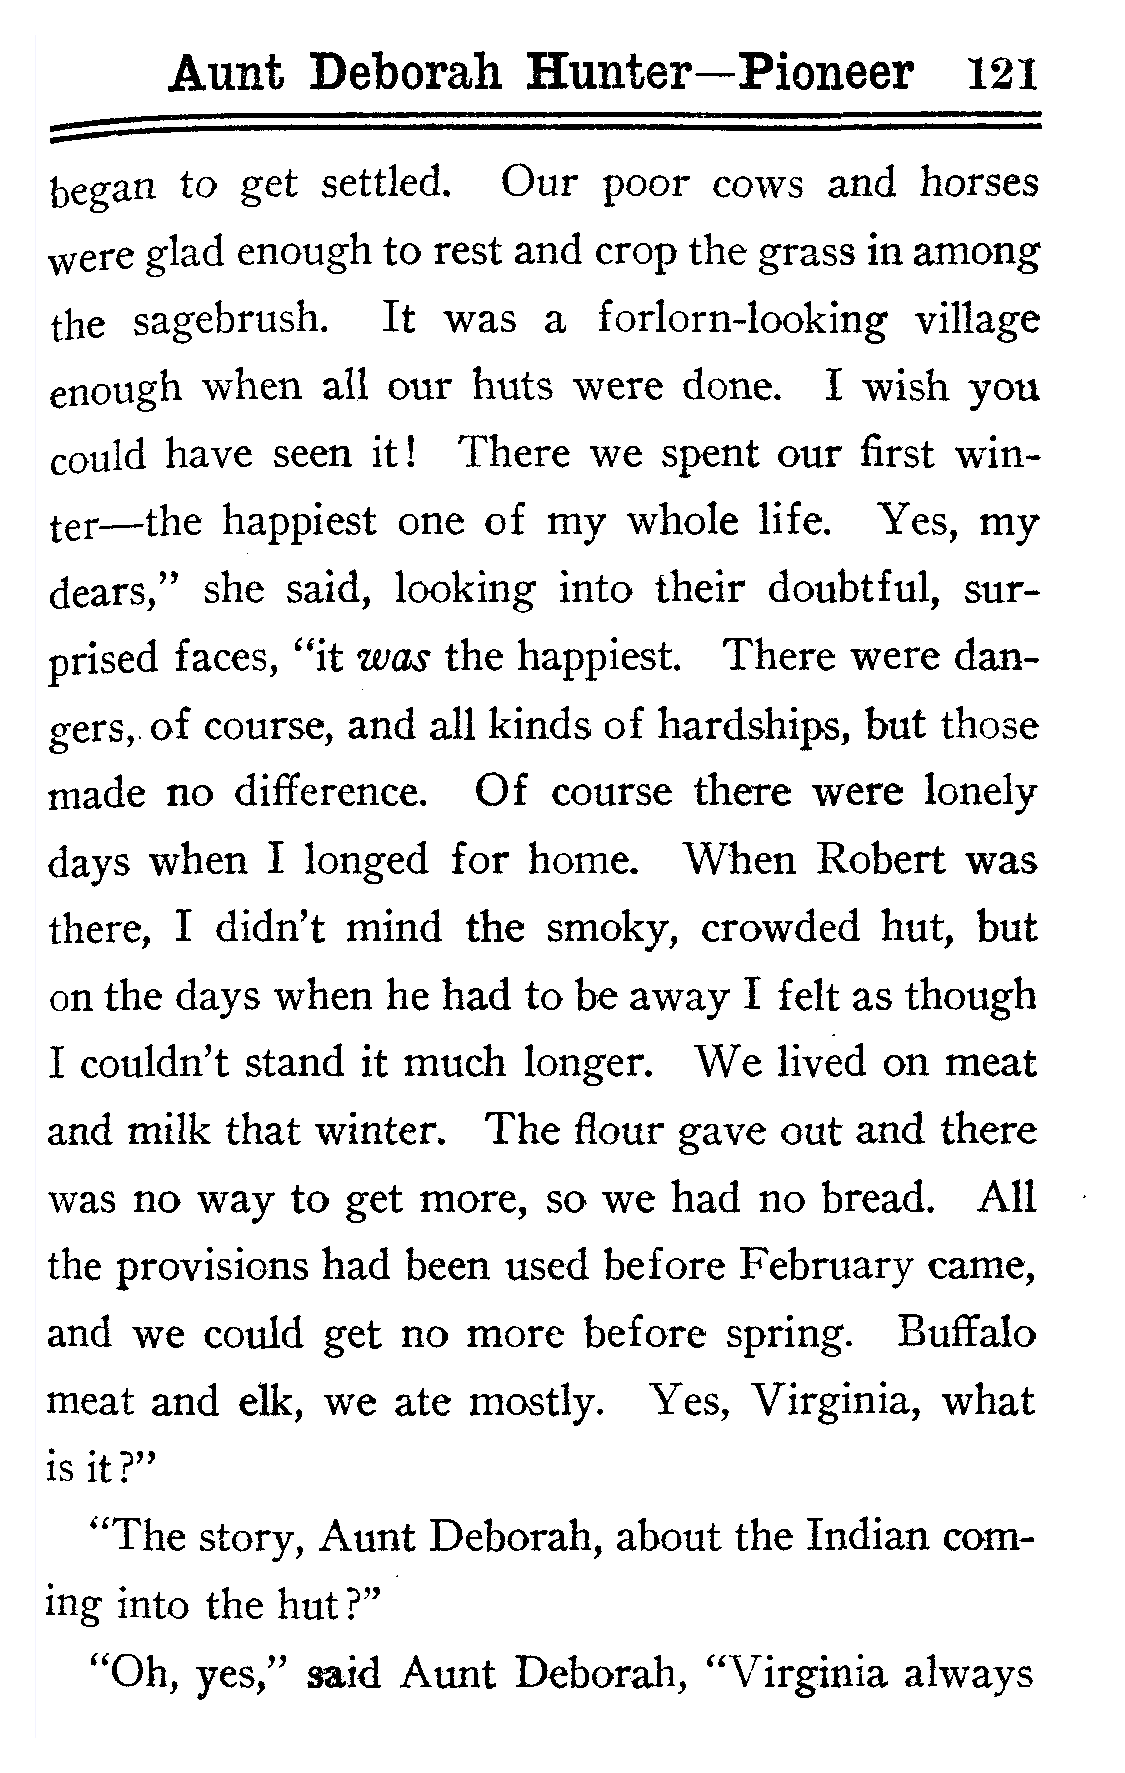 Aunt Deborah Hunter—Pioneer 121
began to get settled. Our poor cows and horses
were glad enough to rest and crop the grass in among
the sagebrush. It was a forlorn-looking village
enough when all our huts were done. I wish you
could have seen it! There we spent our first win-
ter—the happiest one of my whole life. Yes, my
dears,” she said, looking into their doubtful, sur-
prised faces, “it was the happiest. There were dan-
gers, of course, and all kinds of hardships, but those
made no difference. Of course there were lonely
days when I longed for home. When Robert was
there, I didn’t mind the smoky, crowded hut, but
on the days when he had to be away I felt as though
I couldn’t stand it much longer. We lived on meat
and milk that winter. The flour gave out and there
was no way to get more, so we had no bread. All
the provisions had been used before February came,
and we could get no more before spring. Buffalo
meat and elk, we ate mostly. Yes, Virginia, what
is it?”
“The story, Aunt Deborah, about the Indian com-
ing into the hut?”
“Oh, yes,” said Aunt Deborah, “Virginia always